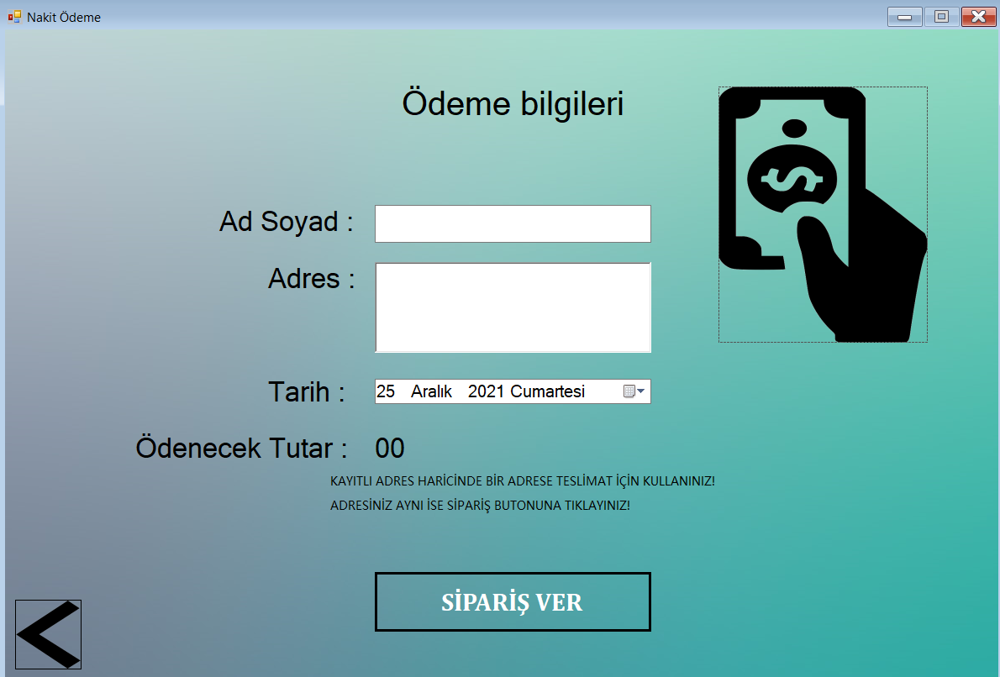 Nakit Ödeme
Ödeme bilgileri
Ad Soyad :
Adres :
Tarih : 25 Aralık 2021 Cumartesi
Ödenecek Tutar : 00
KAYITLI ADRES HARİCİNDE BİR ADRESE TESLİMAT İÇİN KULLANINIZ!
ADRESİNİZ AYNI İSE SİPARİŞ BUTONUNA TIKLAYINIZ!
SİPARİŞ VER